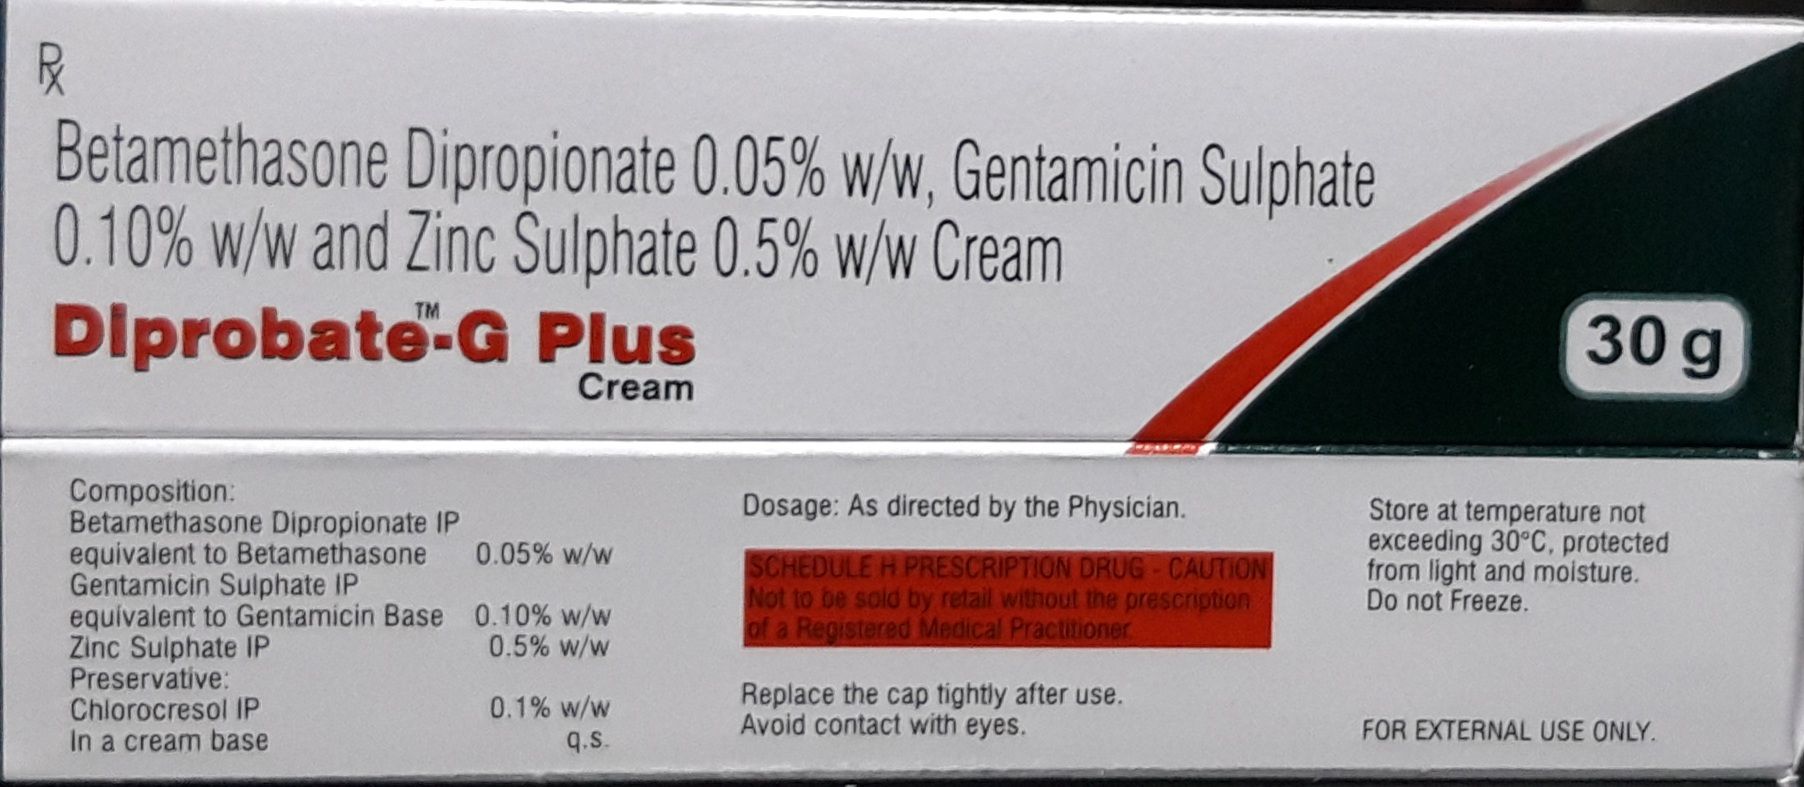 Rx
Betamethasone Dipropionate 0.05% w/w, Gentamicin Sulphate
0.10% w/w and Zinc Sulphate 0.5% w/w Cream
Diprobate™-G Plus
Cream
30 g
Composition:
Betamethasone Dipropionate IP
equivalent to Betamethasone 0.05% w/w
Gentamicin Sulphate IP
equivalent to Gentamicin Base 0.10% w/w
Zinc Sulphate IP 0.5% w/w
Preservative:
Chlorocresol IP 0.1% w/w
In a cream base q.s.
Dosage: As directed by the Physician.
SCHEDULE H PRESCRIPTION DRUG - CAUTION
Not to be sold by retail without the prescription
of a Registered Medical Practitioner.
Replace the cap tightly after use.
Avoid contact with eyes.
Store at temperature not
exceeding 30°C, protected
from light and moisture.
Do not Freeze.
FOR EXTERNAL USE ONLY.